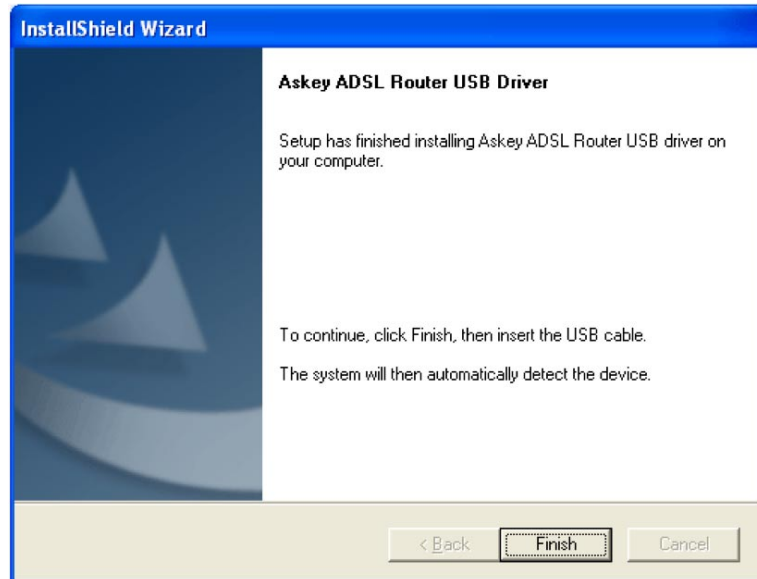 InstallShield Wizard
Askey ADSL Router USB Driver
Setup has finished installing Askey ADSL Router USB driver on
your computer.
To continue, click Finish, then insert the USB cable.
The system will then automatically detect the device.
< Back Finish Cancel